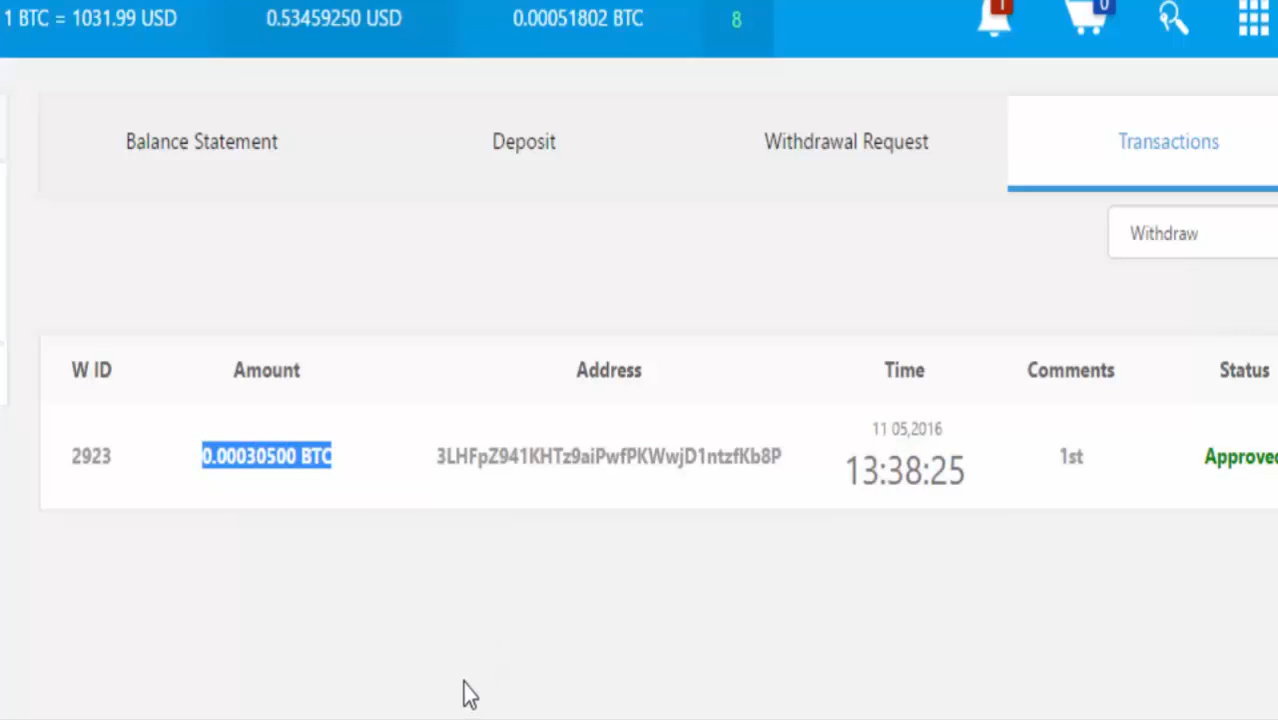 1 BTC = 1031.99 USD 0.53459250 USD 0.00051802 BTC 8 1 0
Balance Statement Deposit Withdrawal Request Transactions
Withdraw
W ID Amount Address Time Comments Status
11 05,2016
2923 0.00030500 BTC 3LHFpZ941KHTz9aiPwfPKWwjD1ntzfKb8P 13:38:25 1st Approved